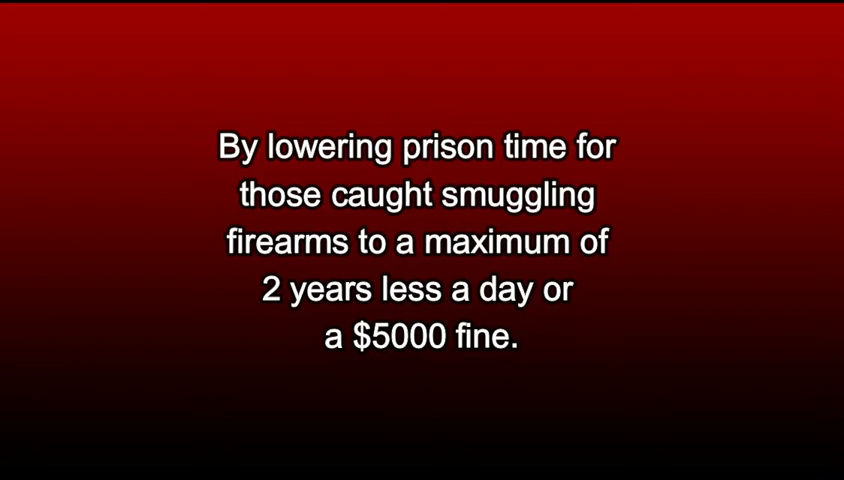 By lowering prison time for
those caught smuggling
firearms to a maximum of
2 years less a day or
a $5000 fine.